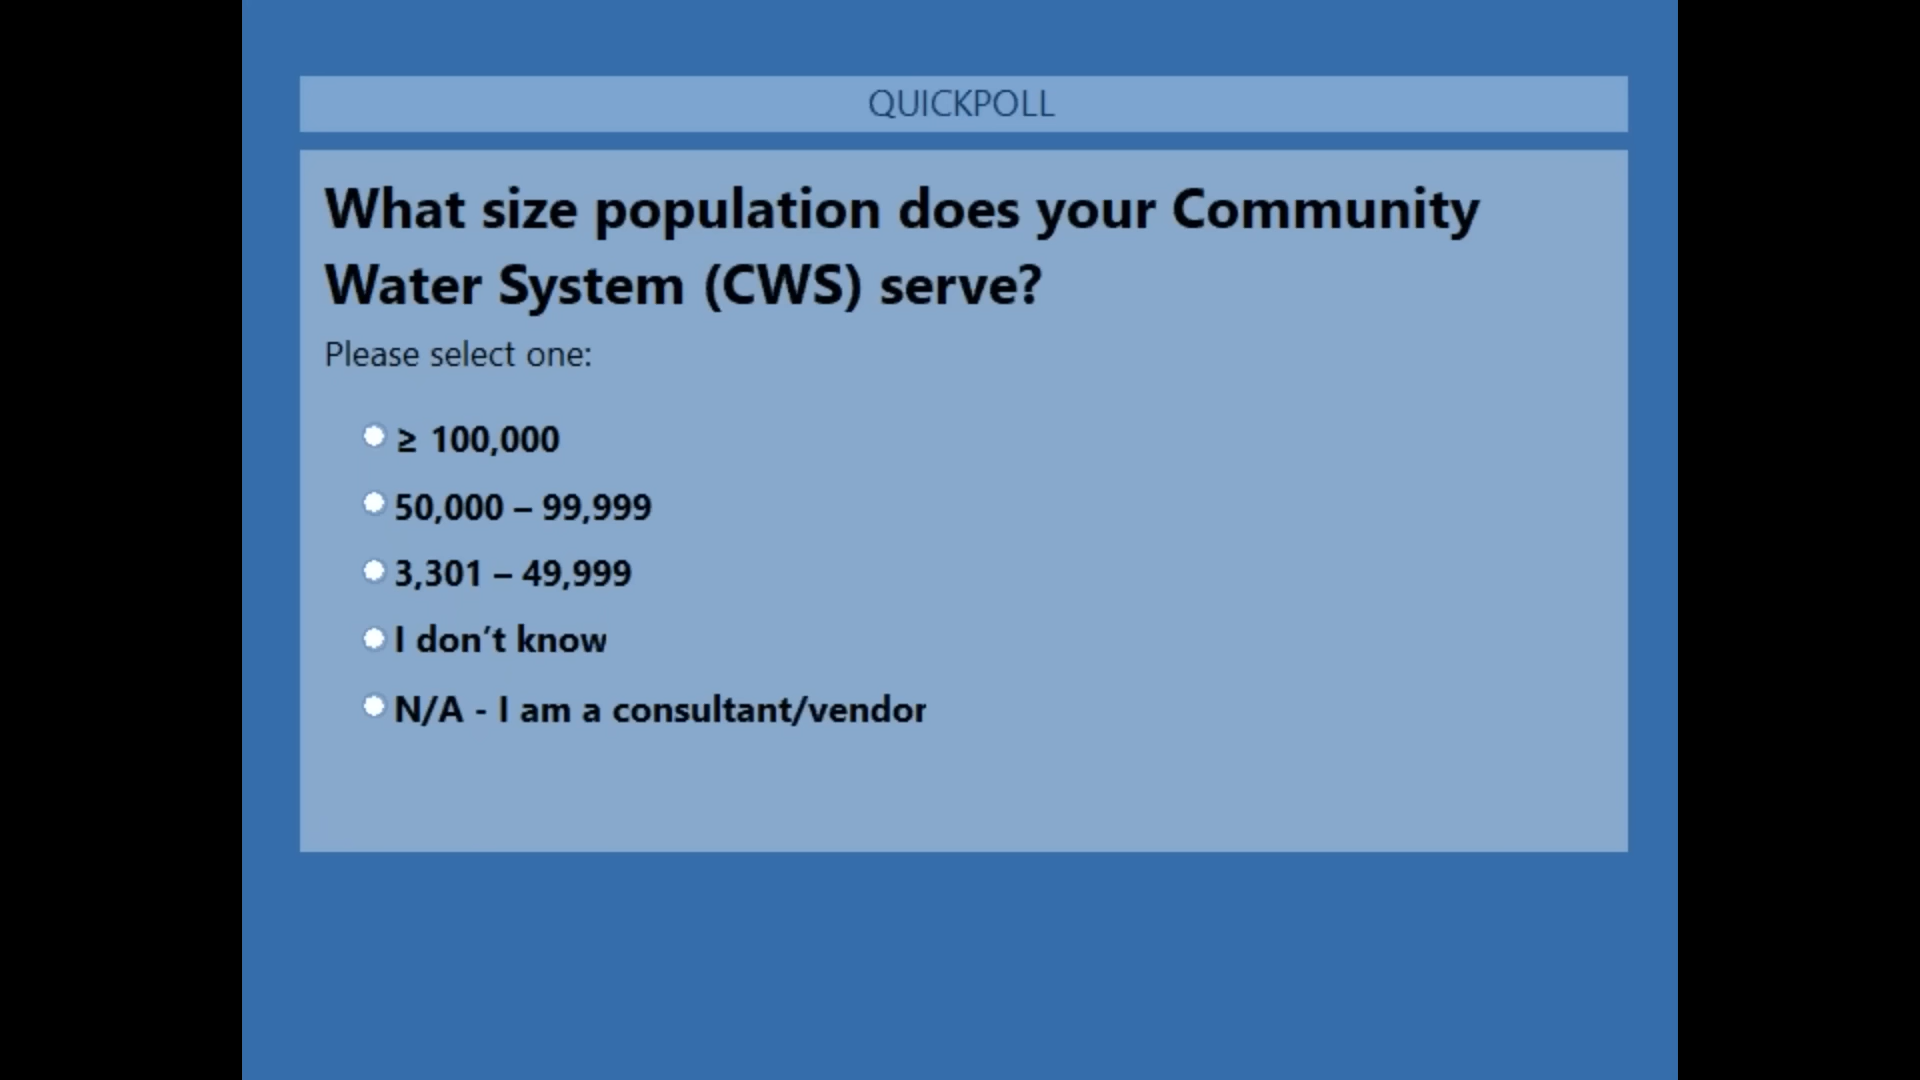 QUICKPOLL
What size population does your Community
Water System (CWS) serve?
Please select one:
≥ 100,000
50,000 – 99,999
3,301 – 49,999
I don’t know
N/A - I am a consultant/vendor